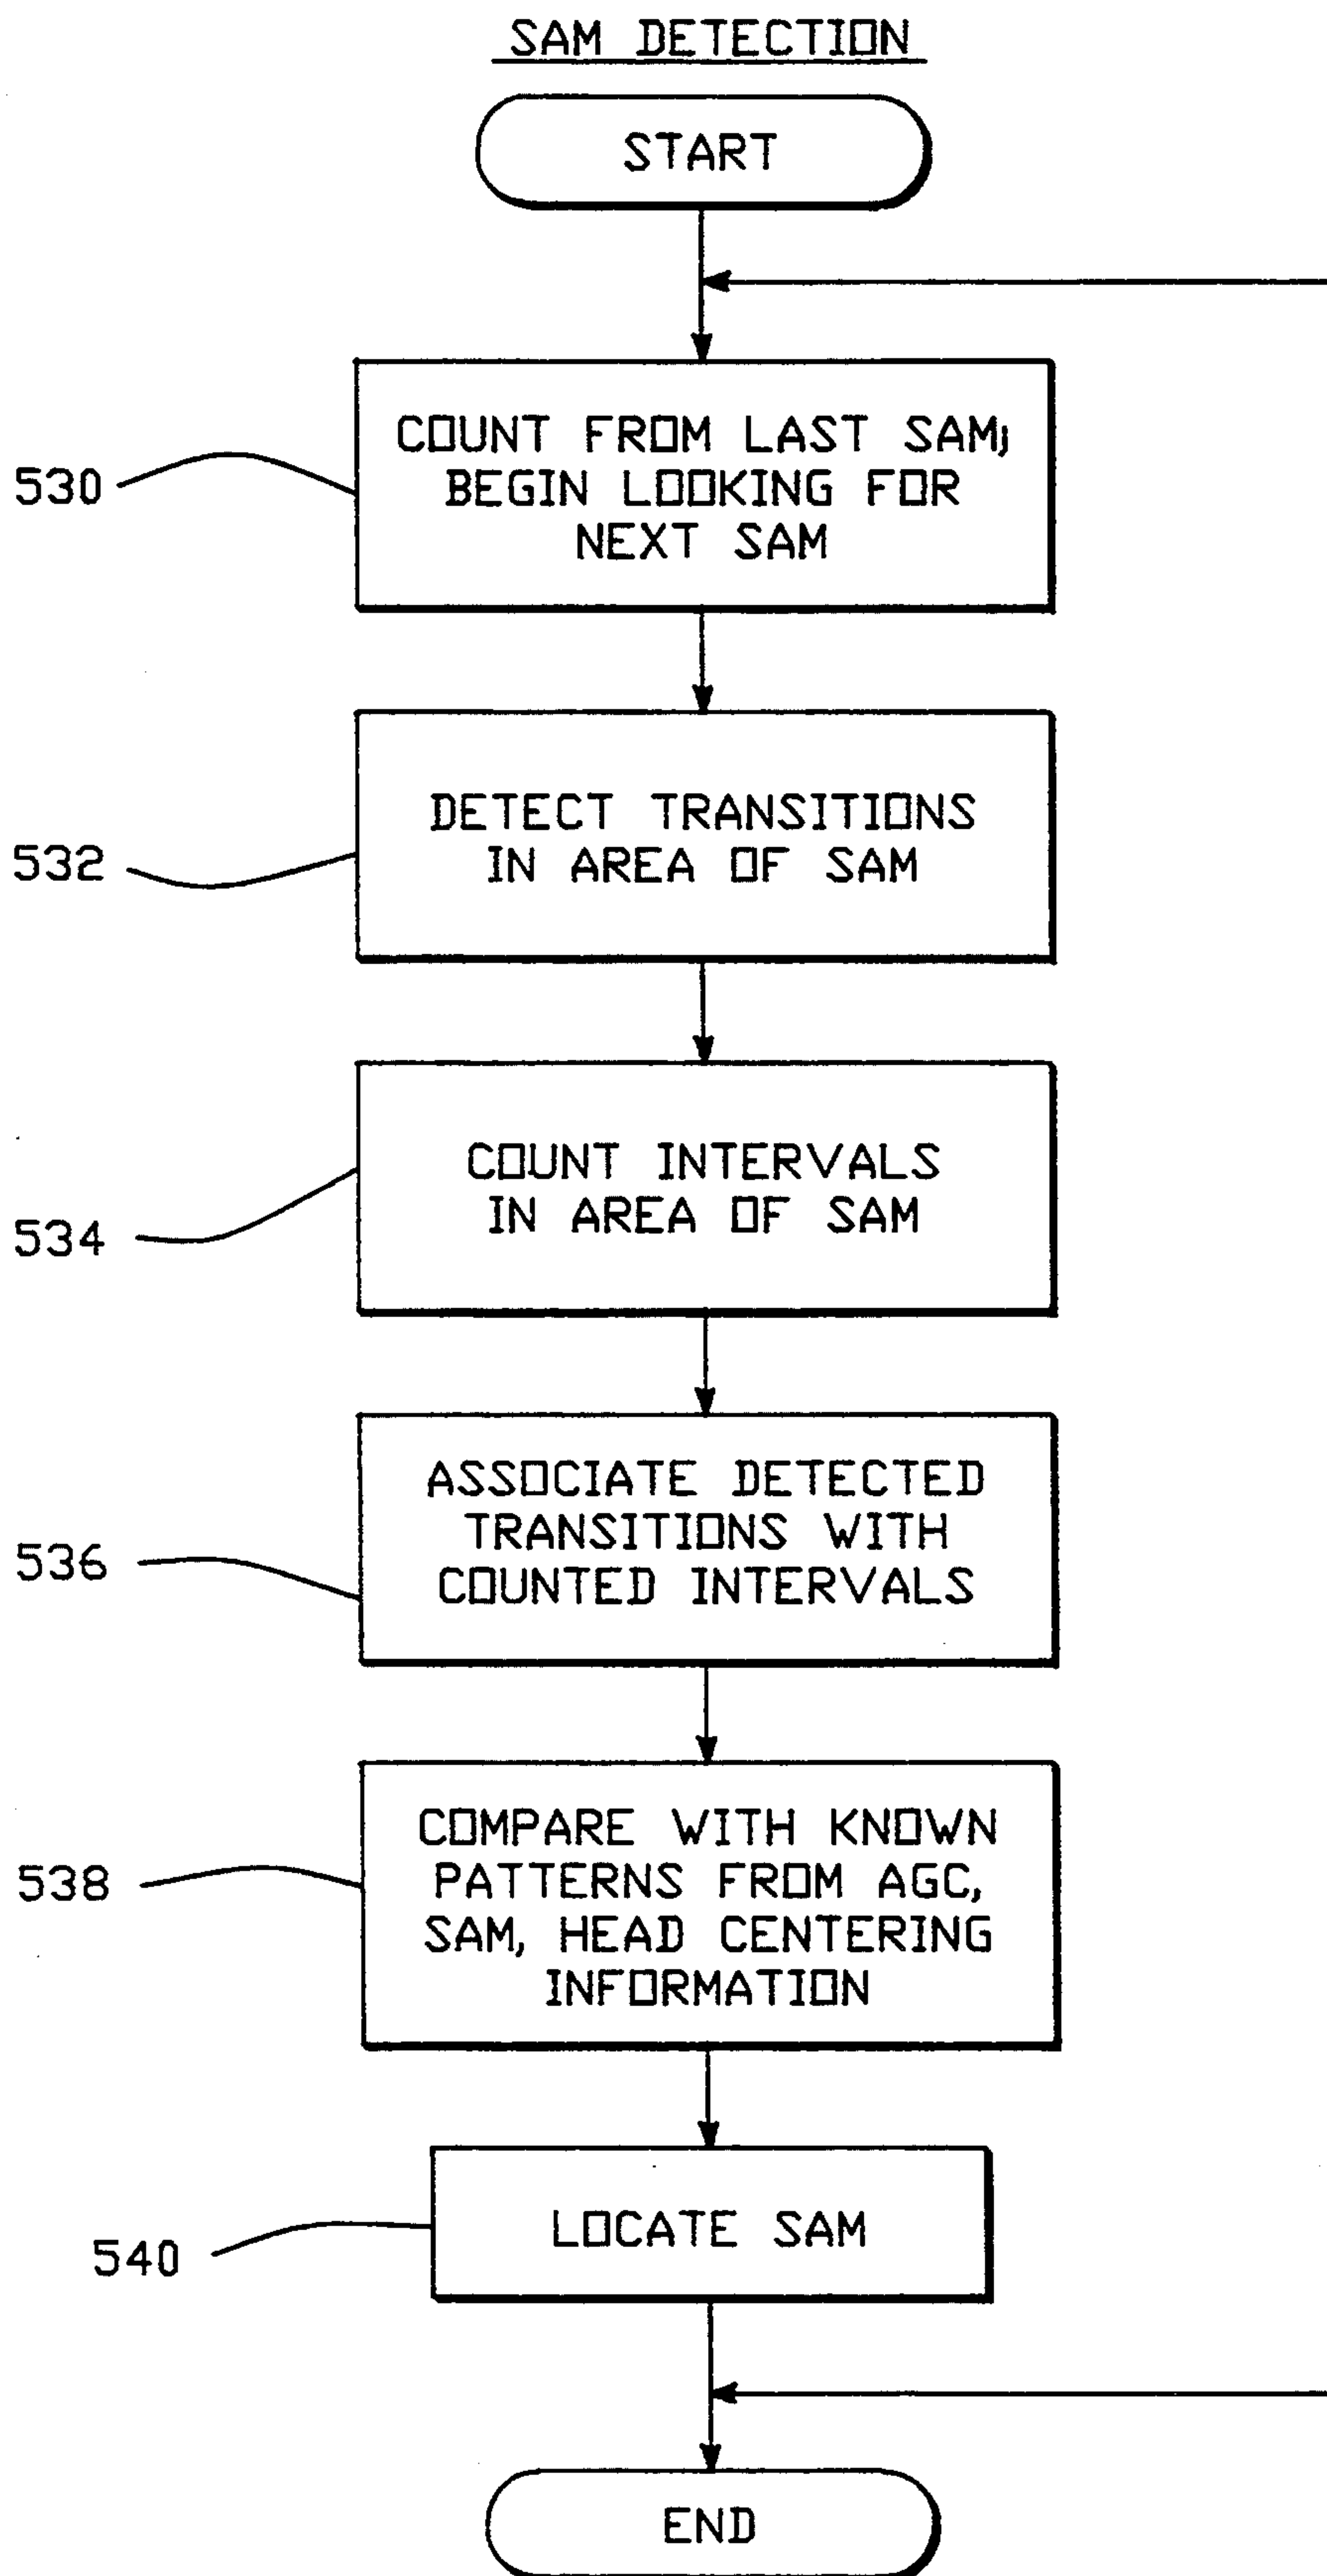 SAM DETECTION
START
530
COUNT FROM LAST SAM;
BEGIN LOOKING FOR
NEXT SAM
532
DETECT TRANSITIONS
IN AREA OF SAM
534
COUNT INTERVALS
IN AREA OF SAM
536
ASSOCIATE DETECTED
TRANSITIONS WITH
COUNTED INTERVALS
538
COMPARE WITH KNOWN
PATTERNS FROM AGC,
SAM, HEAD CENTERING
INFORMATION
540
LOCATE SAM
END